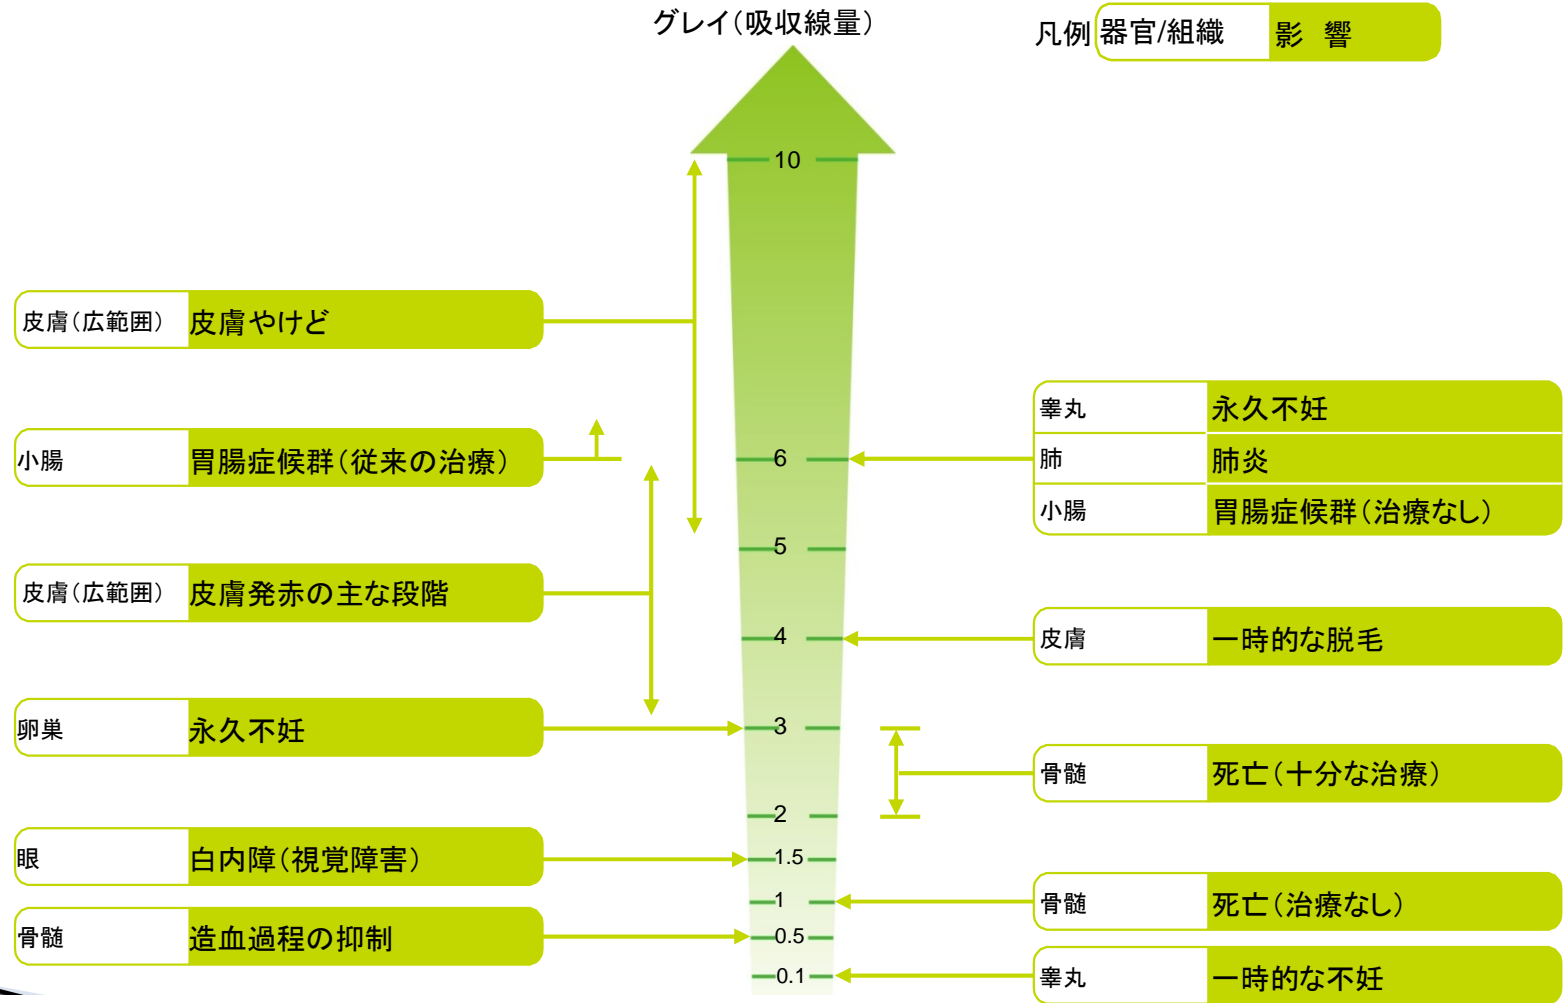 グレイ(吸収線量)
凡例 器官/組織 影 響
10
皮膚(広範囲) 皮膚やけど
睾丸 永久不妊
小腸 胃腸症候群(従来の治療)
6
肺 肺炎
小腸 胃腸症候群(治療なし)
5
皮膚(広範囲) 皮膚発赤の主な段階
4
皮膚 一時的な脱毛
卵巣 永久不妊
3
骨髄 死亡(十分な治療)
2
眼 白内障(視覚障害)
1.5
1
骨髄 死亡(治療なし)
骨髄 造血過程の抑制
0.5
0.1
睾丸 一時的な不妊